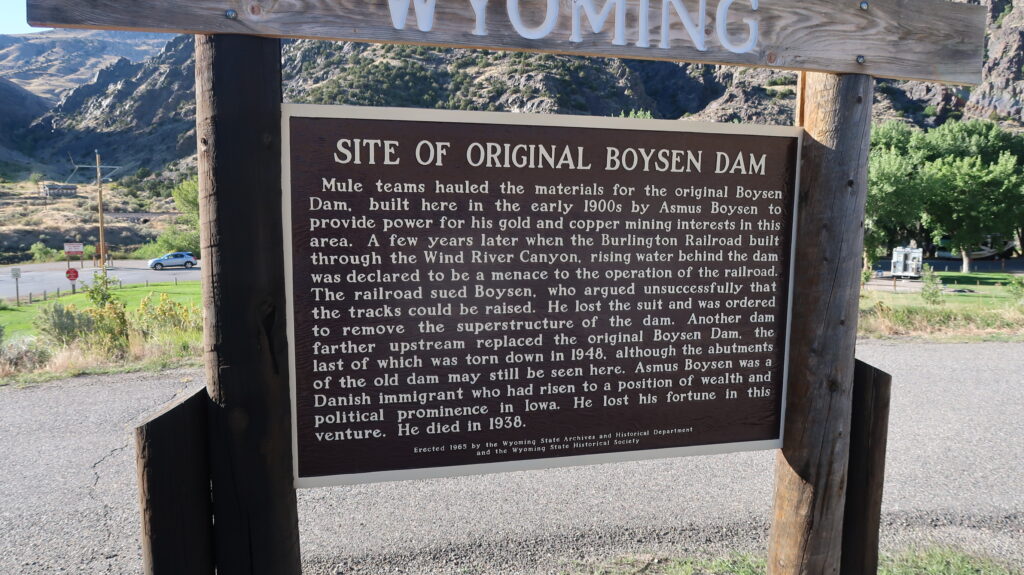 WYOMING
SITE OF ORIGINAL BOYSEN DAM
Mule teams hauled the materials for the original Boysen
Dam, built here in the early 1900s by Asmus Boysen to
provide power for his gold and copper mining interests in this
area. A few years later when the Burlington Railroad built
through the Wind River Canyon, rising water behind the dam
was declared to be a menace to the operation of the railroad.
The railroad sued Boysen, who argued unsuccessfully that
the tracks could be raised. He lost the suit and was ordered
to remove the superstructure of the dam. Another dam
farther upstream replaced the original Boysen Dam, the
last of which was torn down in 1948, although the abutments
of the old dam may still be seen here. Asmus Boysen was a
Danish immigrant who had risen to a position of wealth and
political prominence in Iowa. He lost his fortune in this
venture. He died in 1938.
Erected 1965 by the Wyoming State Archives and Historical Department
and the Wyoming State Historical Society